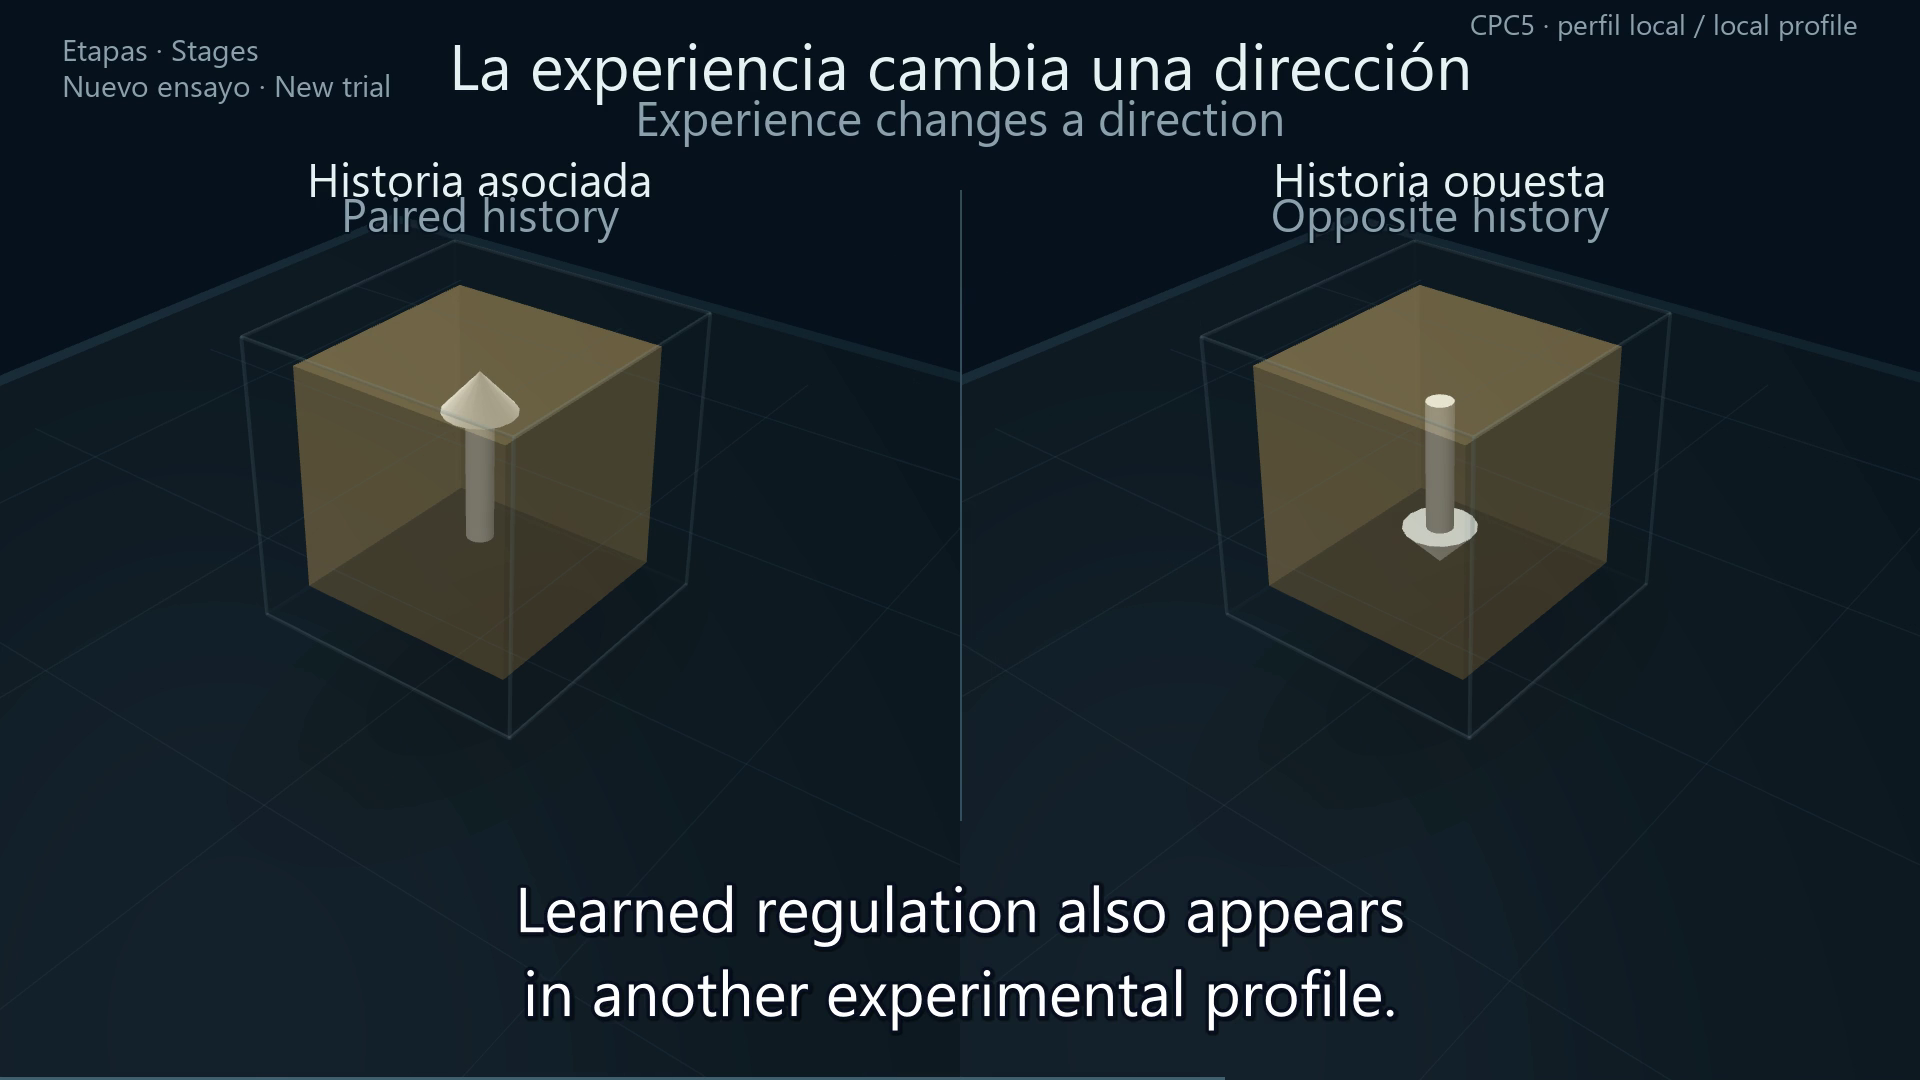 CPC5 · perfil local / local profile
Etapas · Stages
Nuevo ensayo · New trial
La experiencia cambia una dirección
Experience changes a direction
Historia asociada
Paired history
Historia opuesta
Opposite history
Learned regulation also appears
in another experimental profile.